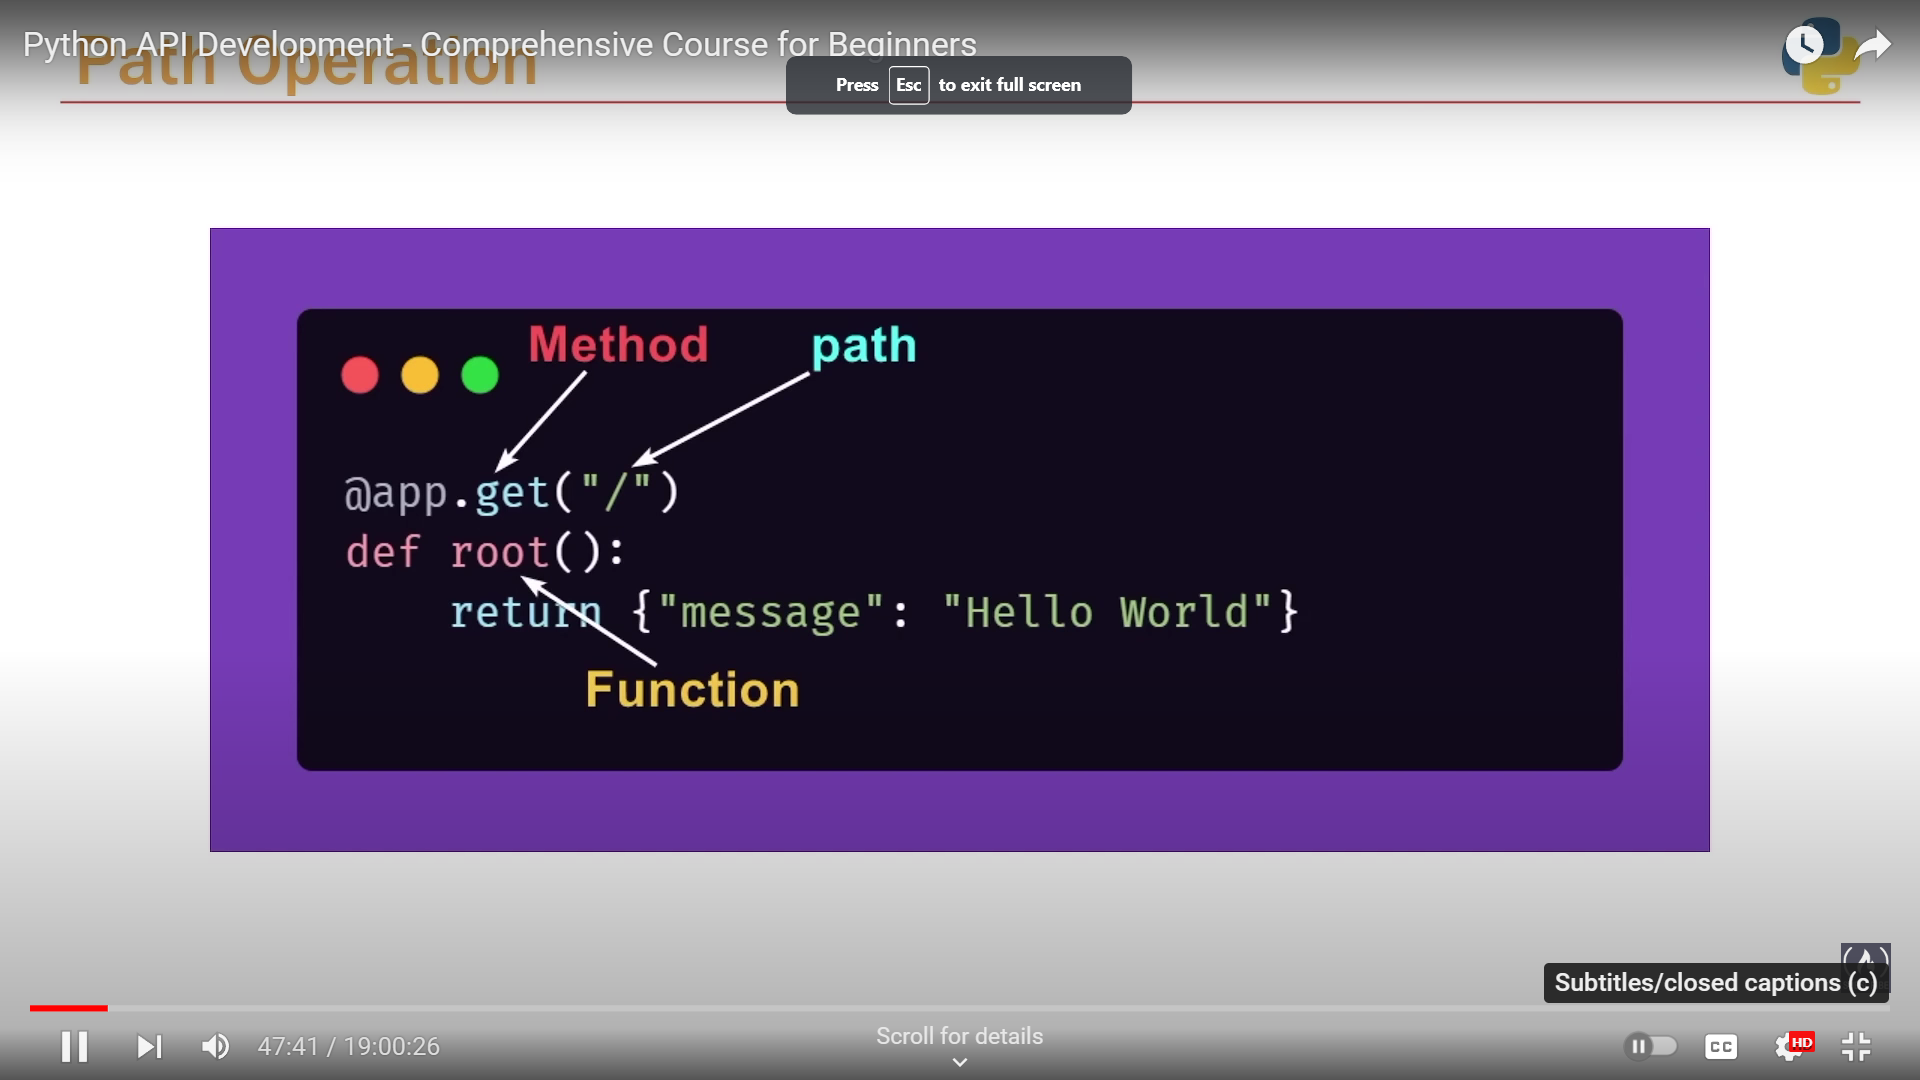 Python API Development - Comprehensive Course for Beginners
Path Operation
Press Esc to exit full screen
Method path
@app.get("/")
def root():
return {"message": "Hello World"}
Function
Subtitles/closed captions (c)
47:41 / 19:00:26
Scroll for details
CC
HD